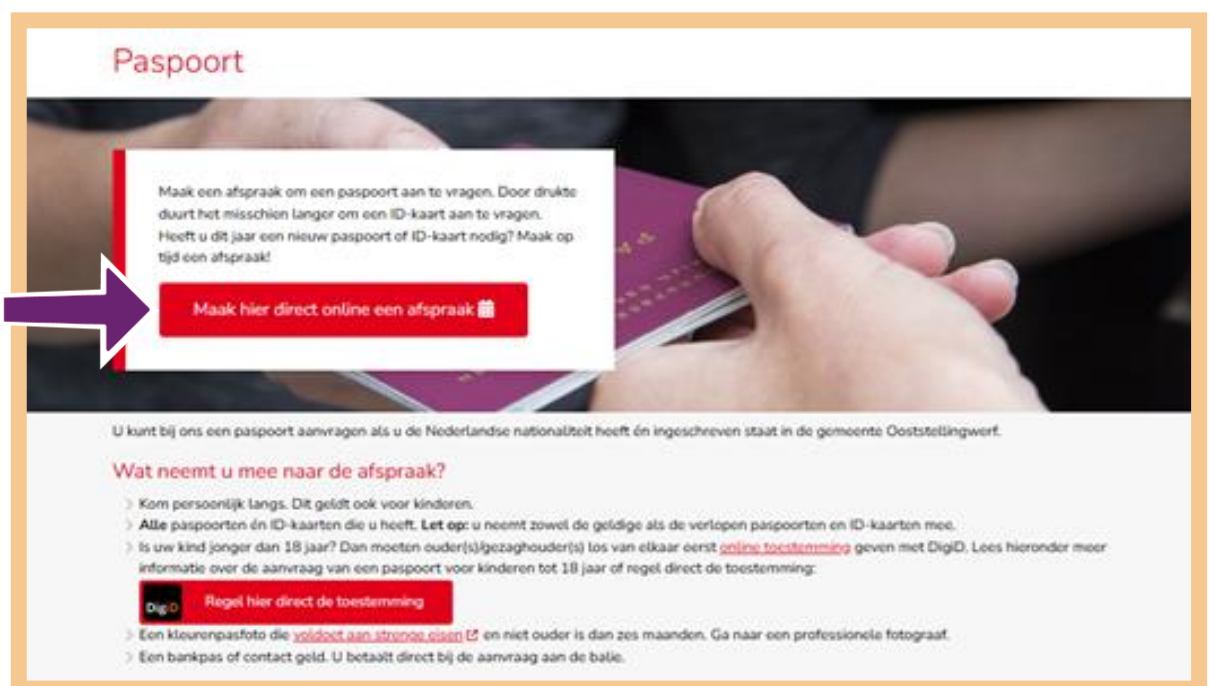 Paspoort
Maak een afspraak om een paspoort aan te vragen. Door drukte
duurt het misschien langer om een ID-kaart aan te vragen.
Heeft u dit jaar een nieuw paspoort of ID-kaart nodig? Maak op
tijd een afspraak!
Maak hier direct online een afspraak
U kunt bij ons een paspoort aanvragen als u de Nederlandse nationaliteit heeft én ingeschreven staat in de gemeente Ooststellingwerf.
Wat neemt u mee naar de afspraak?
Kom persoonlijk langs. Dit geldt ook voor kinderen.
Alle paspoorten én ID-kaarten die u heeft. Let op: u neemt zowel de geldige als de verlopen paspoorten en ID-kaarten mee.
Is uw kind jonger dan 18 jaar? Dan moeten ouder(s)/gezaghouder(s) los van elkaar eerst online toestemming geven met DigiD. Lees hieronder meer
informatie over de aanvraag van een paspoort voor kinderen tot 18 jaar of regel direct de toestemming:
DigiD Regel hier direct de toestemming
Een kleurenpasfoto die voldoet aan strenge eisen en niet ouder is dan zes maanden. Ga naar een professionele fotograaf.
Een bankpas of contact geld. U betaalt direct bij de aanvraag aan de balie.